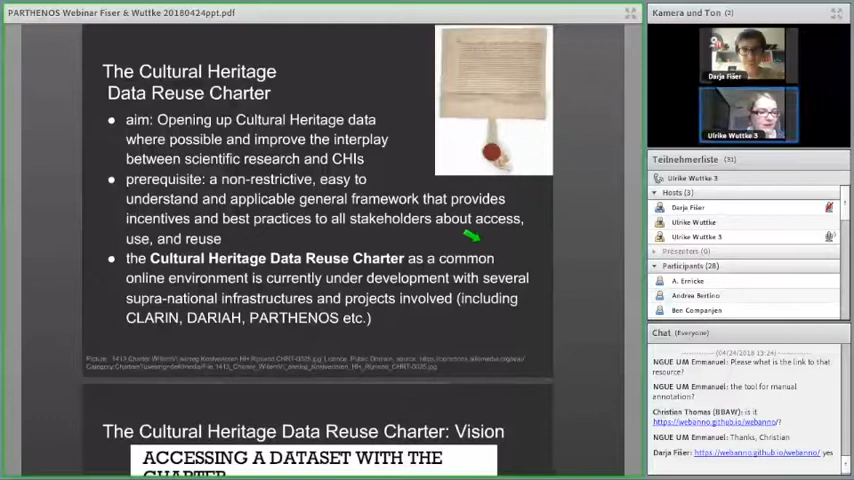 PARTHENOS Webinar Fiser & Wuttke 20180424ppt.pdf
The Cultural Heritage
Data Reuse Charter
● aim: Opening up Cultural Heritage data
where possible and improve the interplay
between scientific research and CHIs
● prerequisite: a non-restrictive, easy to
understand and applicable general framework that provides
incentives and best practices to all stakeholders about access,
use, and reuse
● the Cultural Heritage Data Reuse Charter as a common
online environment is currently under development with several
supra-national infrastructures and projects involved (including
CLARIN, DARIAH, PARTHENOS etc.)
The Cultural Heritage Data Reuse Charter: Vision
ACCESSING A DATASET WITH THE
CHARTER
Kamera und Ton (2)
Darja Fišer
Ulrike Wuttke 3
Teilnehmerliste (31)
Ulrike Wuttke 3
Hosts (3)
Darja Fišer
Ulrike Wuttke
Ulrike Wuttke 3
Presenters (0)
Participants (28)
A. Ernicke
Andrea Bertino
Ben Companjen
Chat (Everyone)
(04/24/2018 13:24)
NGUE UM Emmanuel: Please what is the link to that
resource?
NGUE UM Emmanuel: the tool for manual
annotation?
Christian Thomas (BBAW): is it
https://webanno.github.io/webanno/?
NGUE UM Emmanuel: Thanks, Christian
Darja Fišer: https://webanno.github.io/webanno/ yes